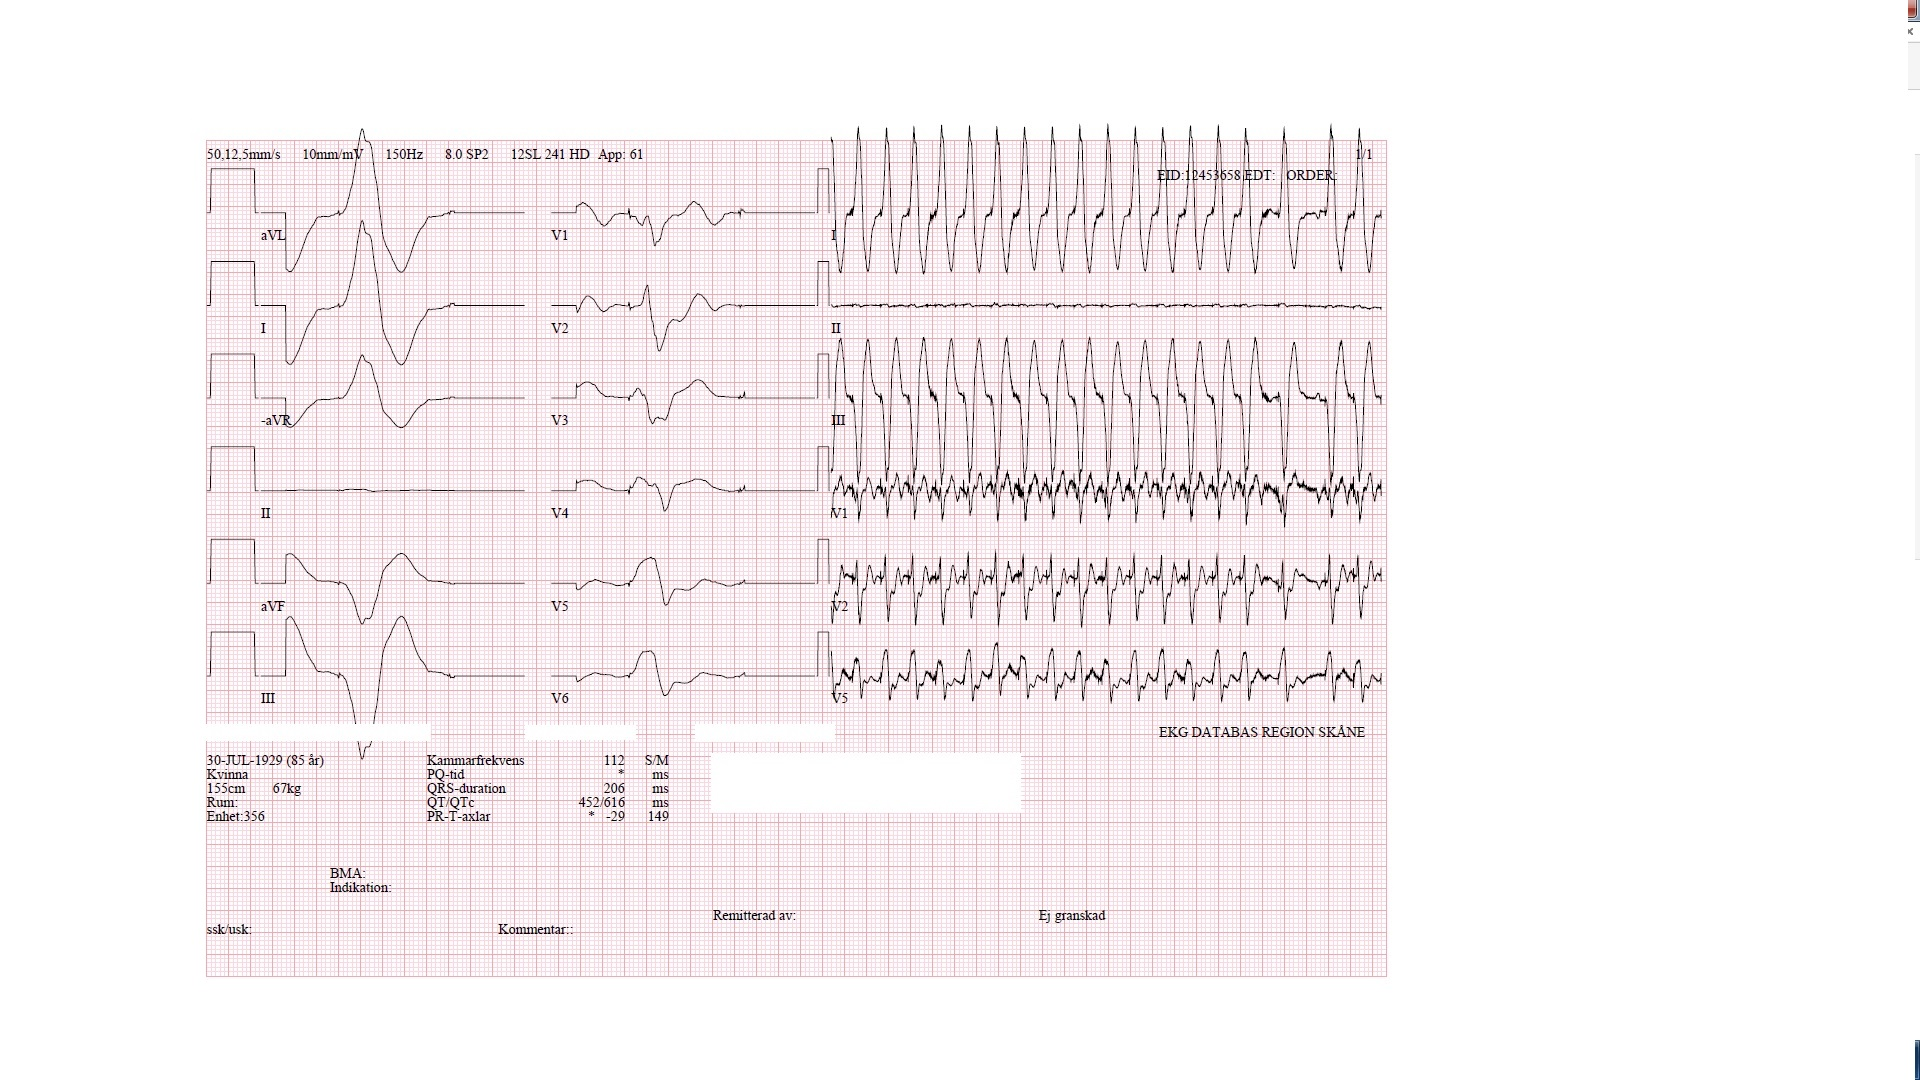 50,12,5mm/s 10mm/mV 150Hz 8.0 SP2 12SL 241 HD App: 61 1/1
EID:12453658 EDT: ORDER:
aVL V1 I
I V2 II
-aVR V3 III
II V4 V1
aVF V5 V2
III V6 V5
EKG DATABAS REGION SKÅNE
30-JUL-1929 (85 år) Kammarfrekvens 112 S/M
Kvinna PQ-tid * ms
155cm 67kg QRS-duration 206 ms
Rum: QT/QTc 452/616 ms
Enhet:356 PR-T-axlar * -29 149
BMA:
Indikation:
Remitterad av: Ej granskad
ssk/usk: Kommentar::